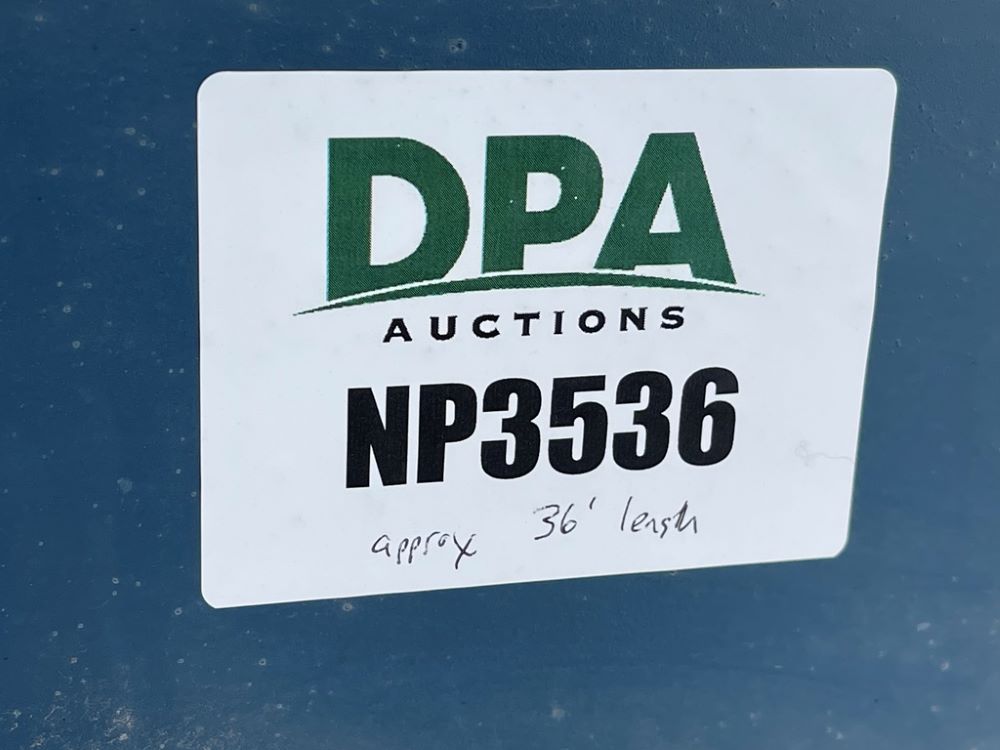 DPA
AUCTIONS
NP3536
approx 36' length